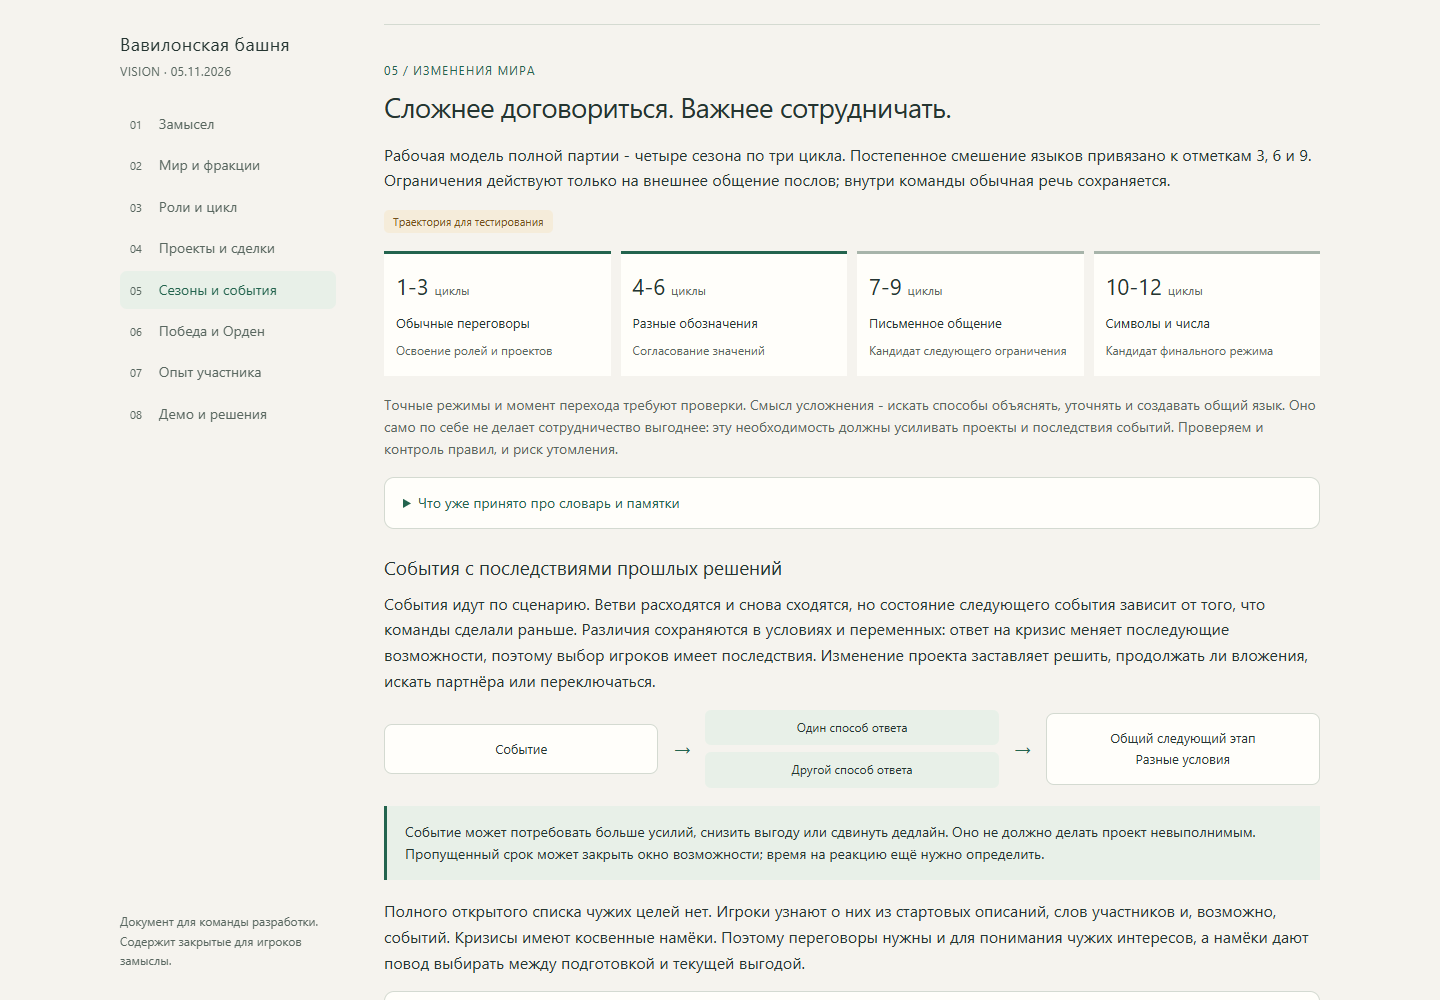 Вавилонская башня
VISION · 05.11.2026
01 Замысел
02 Мир и фракции
03 Роли и цикл
04 Проекты и сделки
05 Сезоны и события
06 Победа и Орден
07 Опыт участника
08 Демо и решения
Документ для команды разработки.
Содержит закрытые для игроков
замыслы.
05 / ИЗМЕНЕНИЯ МИРА
Сложнее договориться. Важнее сотрудничать.
Рабочая модель полной партии - четыре сезона по три цикла. Постепенное смешение языков привязано к отметкам 3, 6 и 9.
Ограничения действуют только на внешнее общение послов; внутри команды обычная речь сохраняется.
Траектория для тестирования
1-3 циклы
Обычные переговоры
Освоение ролей и проектов
4-6 циклы
Разные обозначения
Согласование значений
7-9 циклы
Письменное общение
Кандидат следующего ограничения
10-12 циклы
Символы и числа
Кандидат финального режима
Точные режимы и момент перехода требуют проверки. Смысл усложнения - искать способы объяснять, уточнять и создавать общий язык. Оно
само по себе не делает сотрудничество выгоднее: эту необходимость должны усиливать проекты и последствия событий. Проверяем и
контроль правил, и риск утомления.
▶ Что уже принято про словарь и памятки
События с последствиями прошлых решений
События идут по сценарию. Ветви расходятся и снова сходятся, но состояние следующего события зависит от того, что
команды сделали раньше. Различия сохраняются в условиях и переменных: ответ на кризис меняет последующие
возможности, поэтому выбор игроков имеет последствия. Изменение проекта заставляет решить, продолжать ли вложения,
искать партнёра или переключаться.
Событие
→
Один способ ответа
Другой способ ответа
→
Общий следующий этап
Разные условия
Событие может потребовать больше усилий, снизить выгоду или сдвинуть дедлайн. Оно не должно делать проект невыполнимым.
Пропущенный срок может закрыть окно возможности; время на реакцию ещё нужно определить.
Полного открытого списка чужих целей нет. Игроки узнают о них из стартовых описаний, слов участников и, возможно,
событий. Кризисы имеют косвенные намёки. Поэтому переговоры нужны и для понимания чужих интересов, а намёки дают
повод выбирать между подготовкой и текущей выгодой.